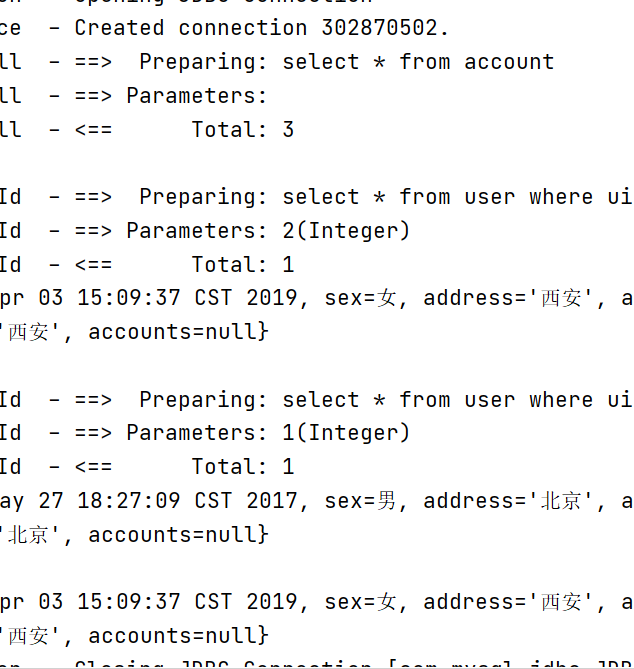 ce  - Created connection 302870502.
ll  - ==>  Preparing: select * from account
ll  - ==> Parameters:
ll  - <==      Total: 3
Id  - ==>  Preparing: select * from user where ui
Id  - ==> Parameters: 2(Integer)
Id  - <==      Total: 1
pr 03 15:09:37 CST 2019, sex=女, address='西安', a
'西安', accounts=null}
Id  - ==>  Preparing: select * from user where ui
Id  - ==> Parameters: 1(Integer)
Id  - <==      Total: 1
ay 27 18:27:09 CST 2017, sex=男, address='北京', a
'北京', accounts=null}
pr 03 15:09:37 CST 2019, sex=女, address='西安', a
'西安', accounts=null}